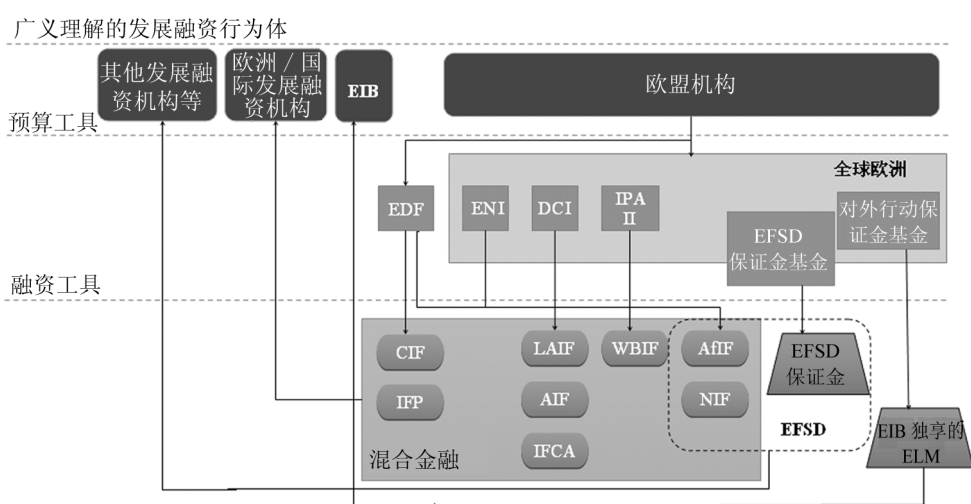 广义理解的发展融资行为体
其他发展融
资机构等
欧洲／国
际发展融
资机构
EIB
欧盟机构
预算工具
全球欧洲
EDF
ENI
DCI
IPA
II
EFSD
保证金基金
对外行动保
证金基金
融资工具
CIF
LAIF
WBIF
AfIF
EFSD
保证金
IFP
AIF
NIF
EFSD
EIB 独享的
ELM
IFCA
混合金融